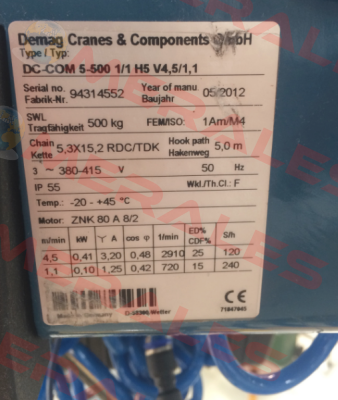 Demag Cranes & Components GmbH
Type / Typ:
DC-COM 5-500 1/1 H5 V4,5/1,1
Serial no. 94314552 Year of manu 05/2012
Fabrik-Nr. Baujahr
SWL 500 kg FEM/ISO: 1Am/M4
Tragfähigkeit
Chain 5,3X15,2 RDC/TDK Hook path 5,0 m
Kette Hakenweg
3 ~ 380-415 V 50 Hz
IP 55 Wkl./Th.Cl.: F
Temp.: -20 - +45 °C
Motor: ZNK 80 A 8/2
m/min kW Y A cos φ 1/min ED% CDF% S/h
4,5 0,41 3,20 0,48 2910 25 120
1,1 0,10 1,25 0,42 720 15 240
Made in Germany D-58286 Wetter 71847845
CE
MERALES